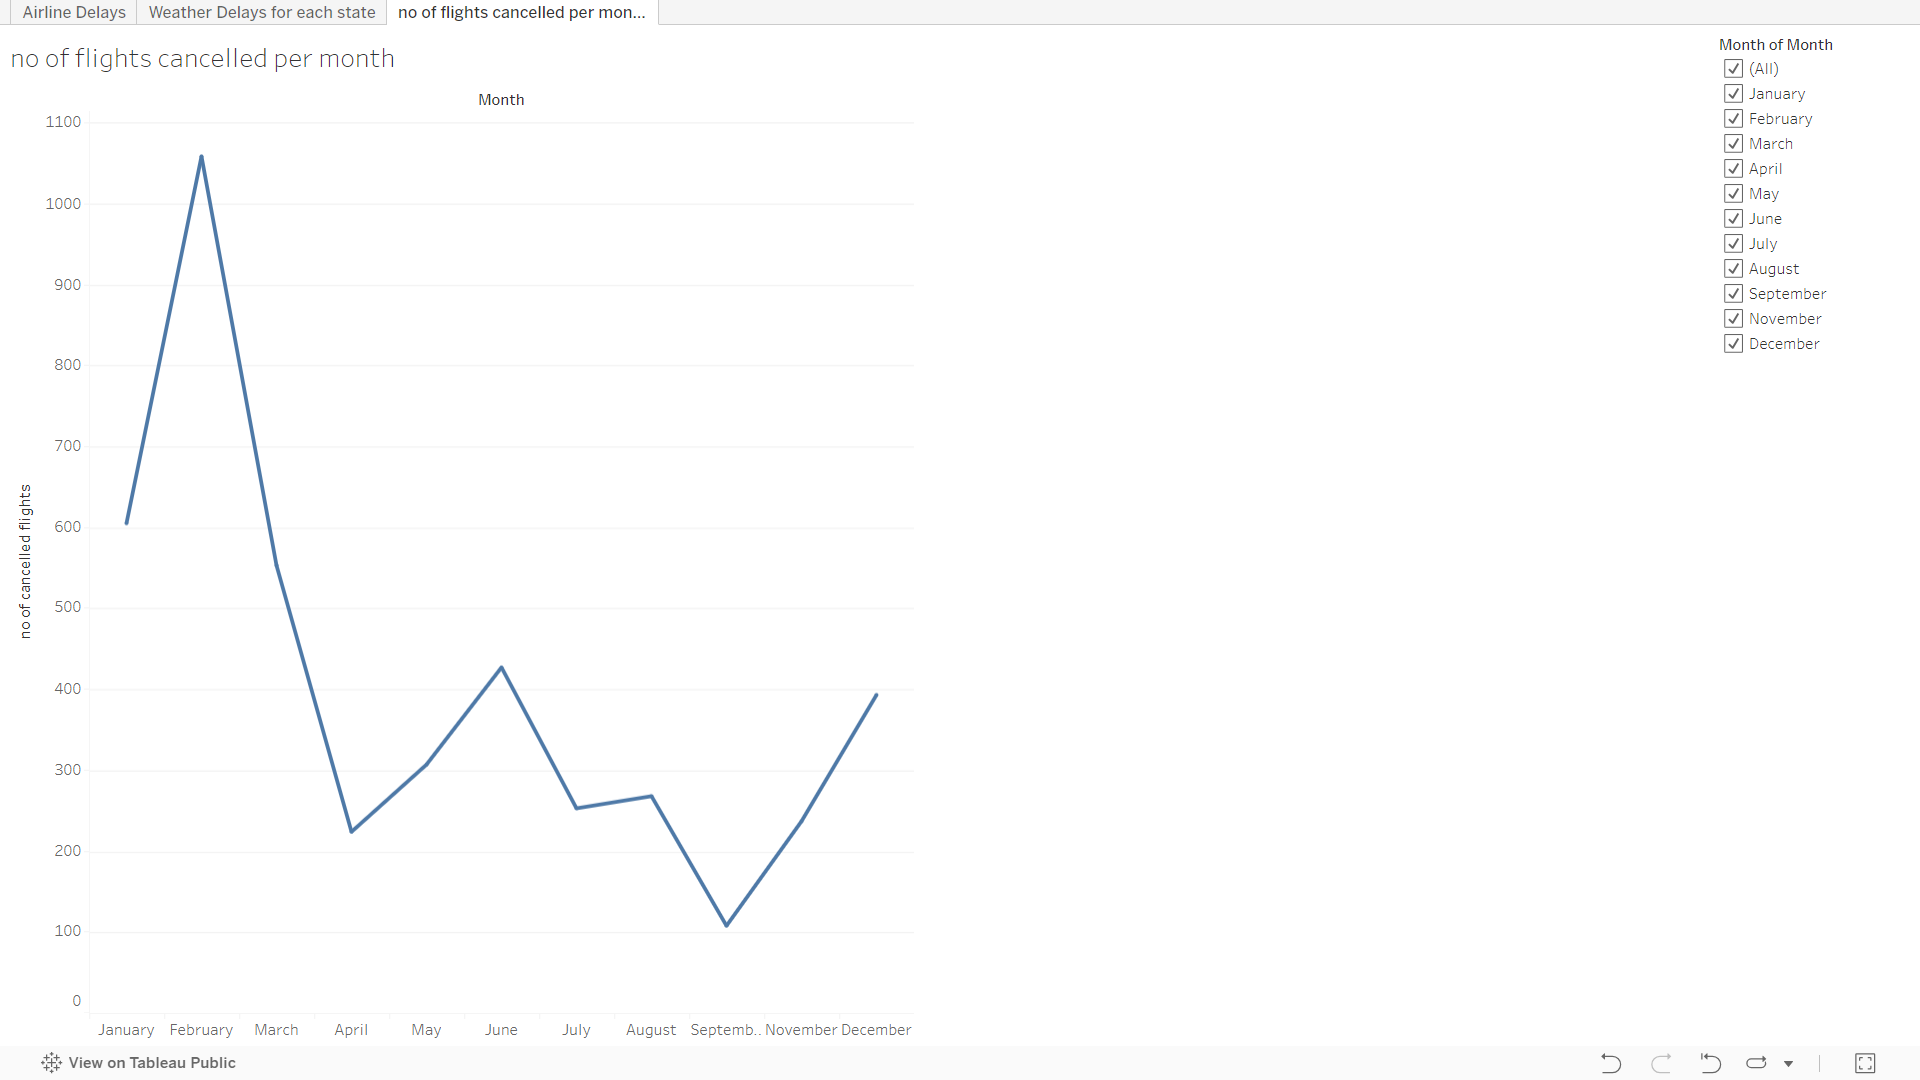 Airline Delays
Weather Delays for each state
no of flights cancelled per mon...
no of flights cancelled per month
Month
1100
1000
900
800
700
600
500
400
300
200
100
0
no of cancelled flights
January
February
March
April
May
June
July
August
Septemb..
November
December
Month of Month
(All)
January
February
March
April
May
June
July
August
September
November
December
View on Tableau Public